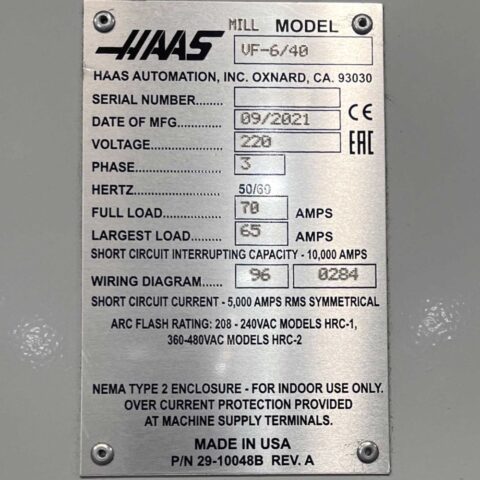 HAAS MILL MODEL
VF-6/40
HAAS AUTOMATION, INC. OXNARD, CA. 93030
SERIAL NUMBER........
DATE OF MFG..... 09/2021 CE
VOLTAGE........... 220 EAC
PHASE............ 3
HERTZ 50/60
FULL LOAD....... 70 AMPS
LARGEST LOAD.... 65 AMPS
SHORT CIRCUIT INTERRUPTING CAPACITY - 10,000 AMPS
WIRING DIAGRAM...... 96 0284
SHORT CIRCUIT CURRENT - 5,000 AMPS RMS SYMMETRICAL
ARC FLASH RATING: 208 - 240VAC MODELS HRC-1,
360-480VAC MODELS HRC-2
NEMA TYPE 2 ENCLOSURE - FOR INDOOR USE ONLY.
OVER CURRENT PROTECTION PROVIDED
AT MACHINE SUPPLY TERMINALS.
MADE IN USA
P/N 29-10048B REV. A